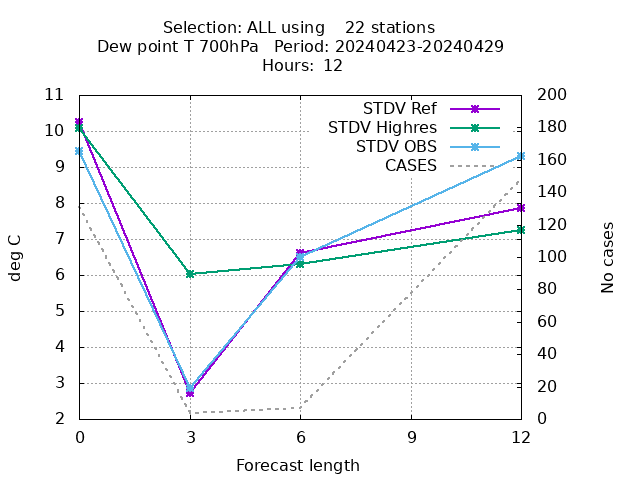 Selection: ALL using    22 stations
Dew point T 700hPa   Period: 20240423-20240429
Hours: 12
11 200
STDV Ref
10 180
STDV Highres
STDV OBS
9 160
CASES
8 140
7 120
deg C
No cases
6 100
5 80
60
4 40
3 20
2 0
0 3 6 9 12
Forecast length